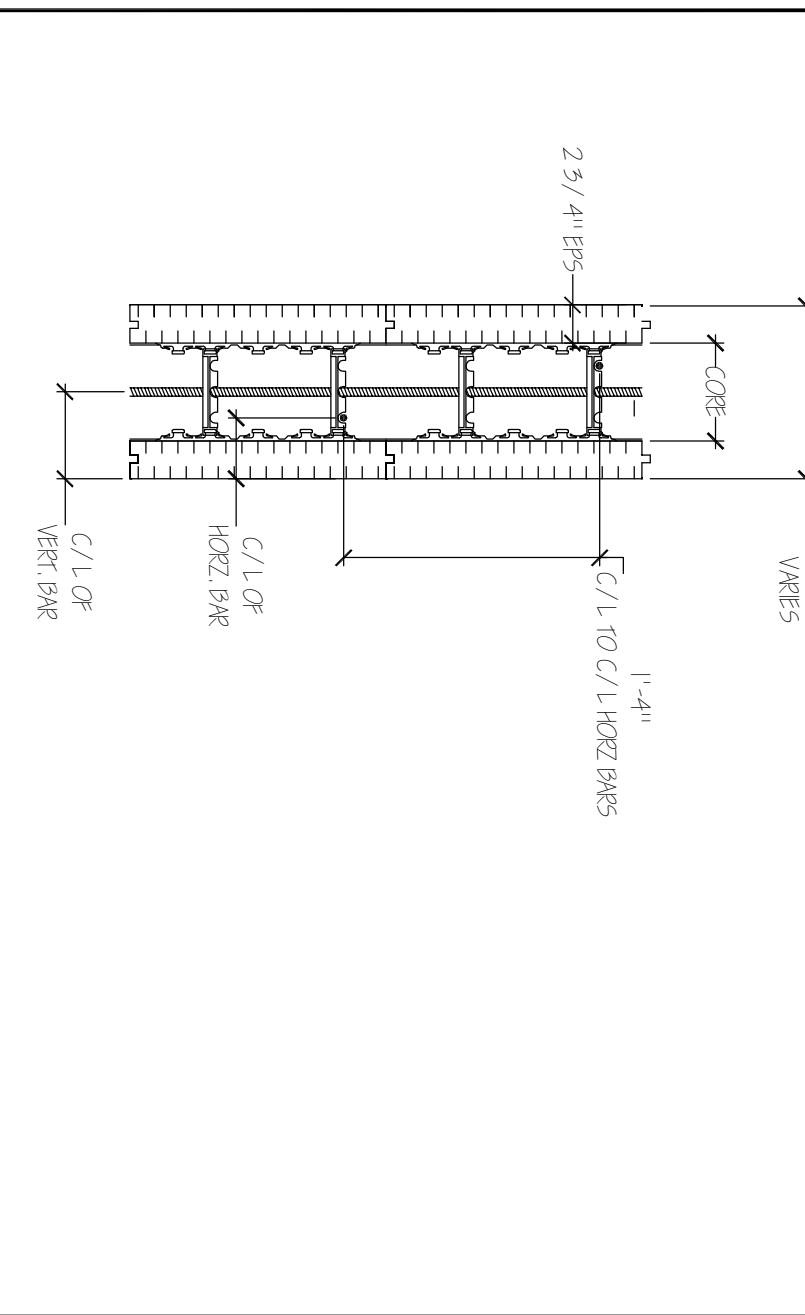 VARIES
CORE
1'-4"
C/L TO C/L HORZ BARS
2 3/4" EPS
C/L OF
HORZ. BAR
C/L OF
VERT. BAR